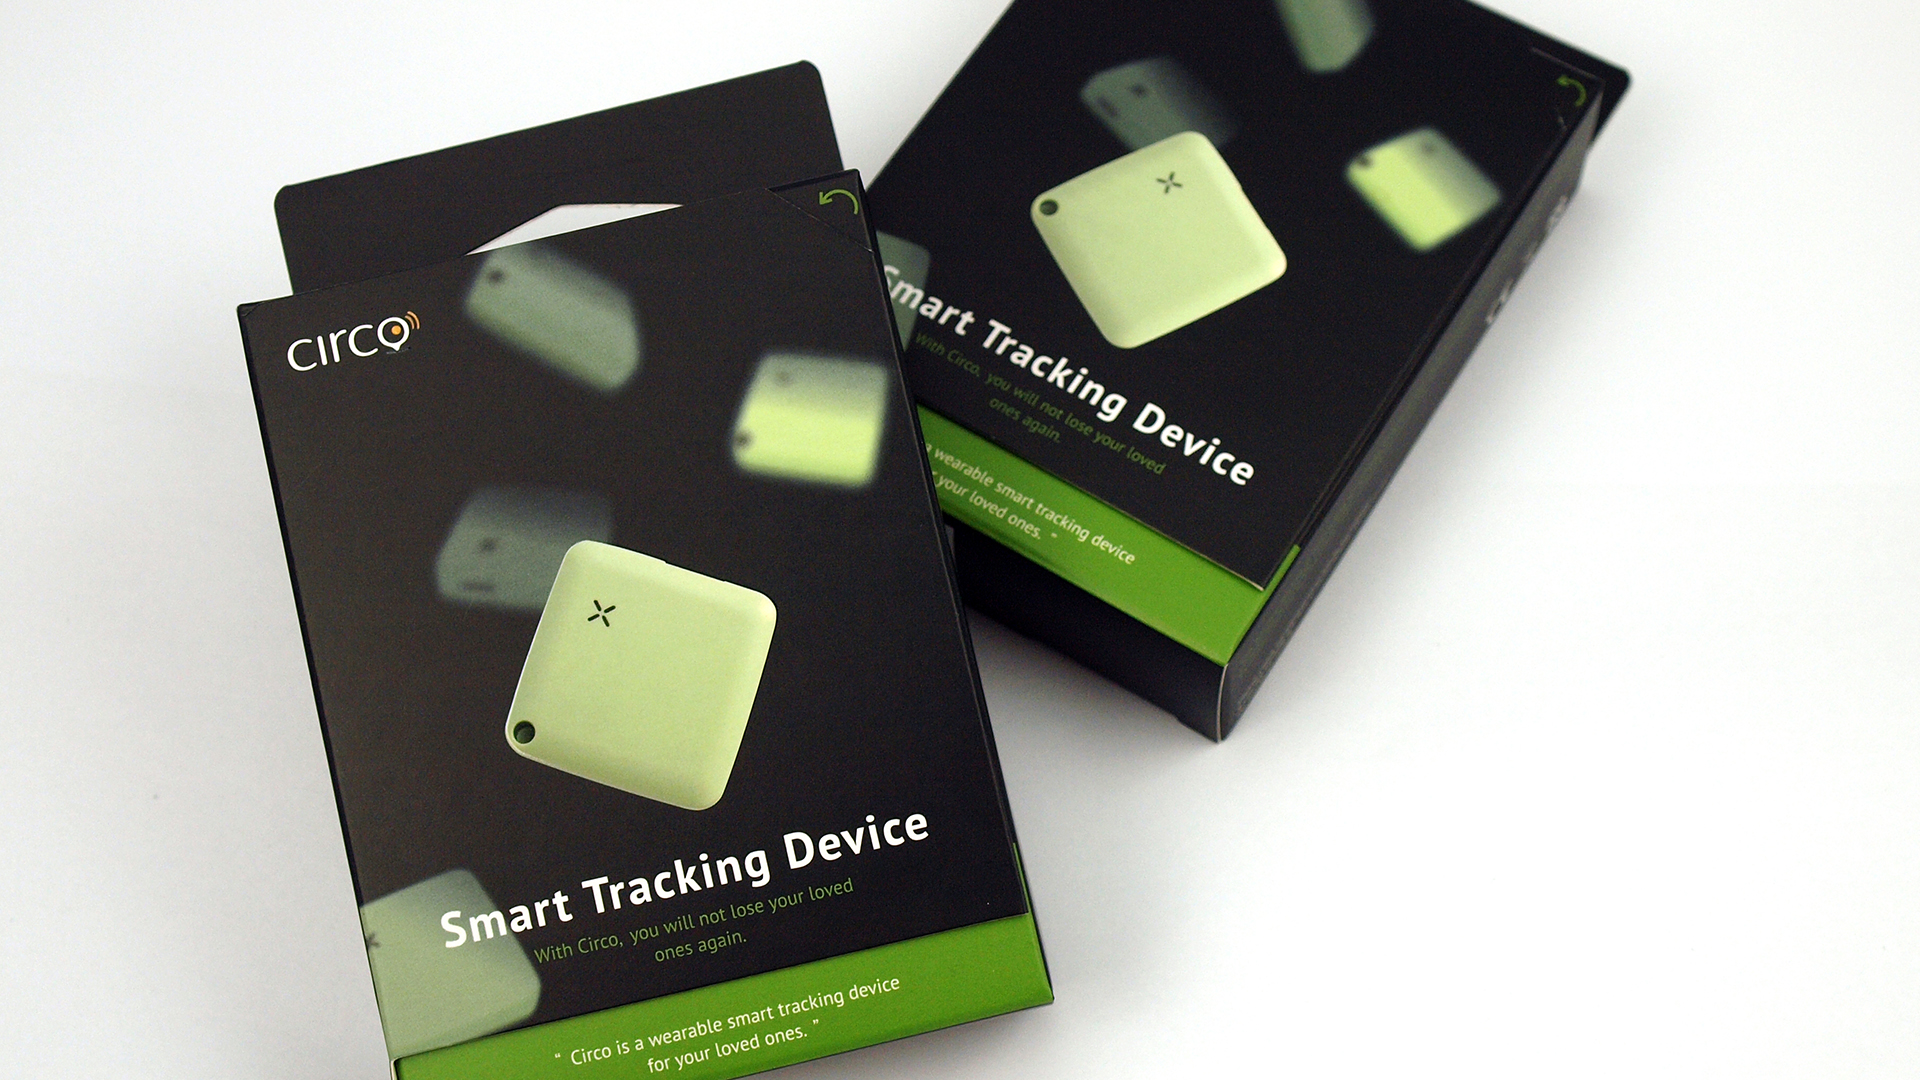 circo
Smart Tracking Device
With Circo, you will not lose your loved
ones again.
“ Circo is a wearable smart tracking device
for your loved ones. ”
Smart Tracking Device
With Circo, you will not lose your loved
ones again.
a wearable smart tracking device
your loved ones. ”